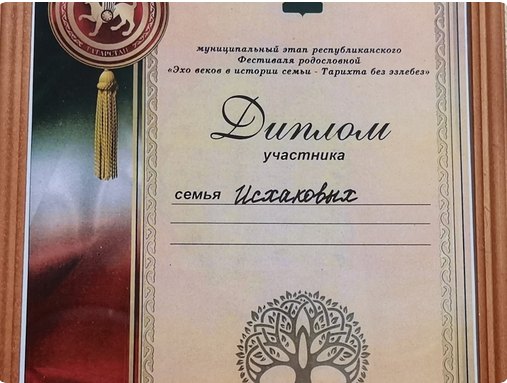 ТАТАРСТАН
муниципальный этап республиканского
Фестиваля родословной
«Эхо веков в истории семьи - Тарихта без эзлебез»
Диплом
участника
семья Исхаковых